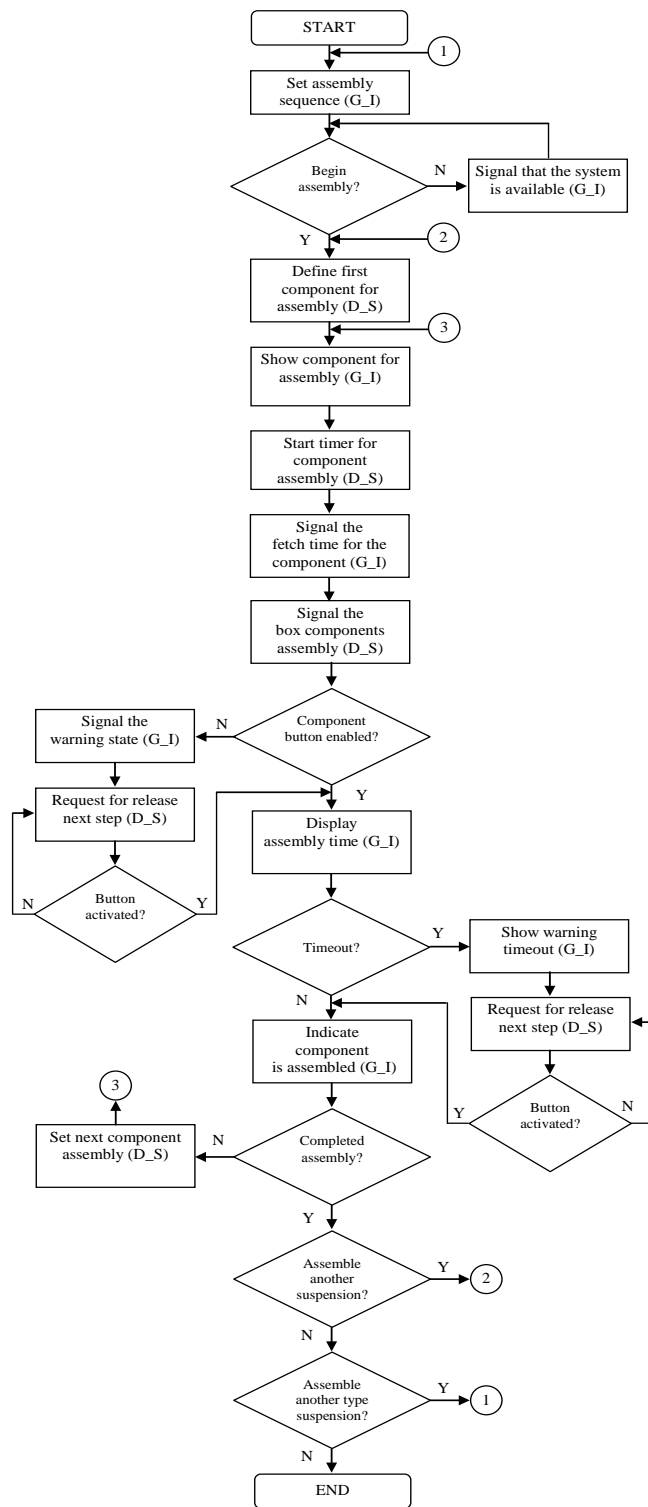 START
1
Set assembly
sequence (G_I)
Begin
assembly?
N
Signal that the system
is available (G_I)
Y
2
Define first
component for
assembly (D_S)
3
Show component for
assembly (G_I)
Start timer for
component
assembly (D_S)
Signal the
fetch time for the
component (G_I)
Signal the
box components
assembly (D_S)
Component
button enabled?
N
Signal the
warning state (G_I)
Request for release
next step (D_S)
Button
activated?
N
Y
Y
Display
assembly time (G_I)
Timeout?
Y
Show warning
timeout (G_I)
Request for release
next step (D_S)
Button
activated?
Y
N
N
Indicate
component
is assembled (G_I)
Completed
assembly?
N
Set next component
assembly (D_S)
3
Y
Assemble
another
suspension?
Y
2
N
Assemble
another type
suspension?
Y
1
N
END